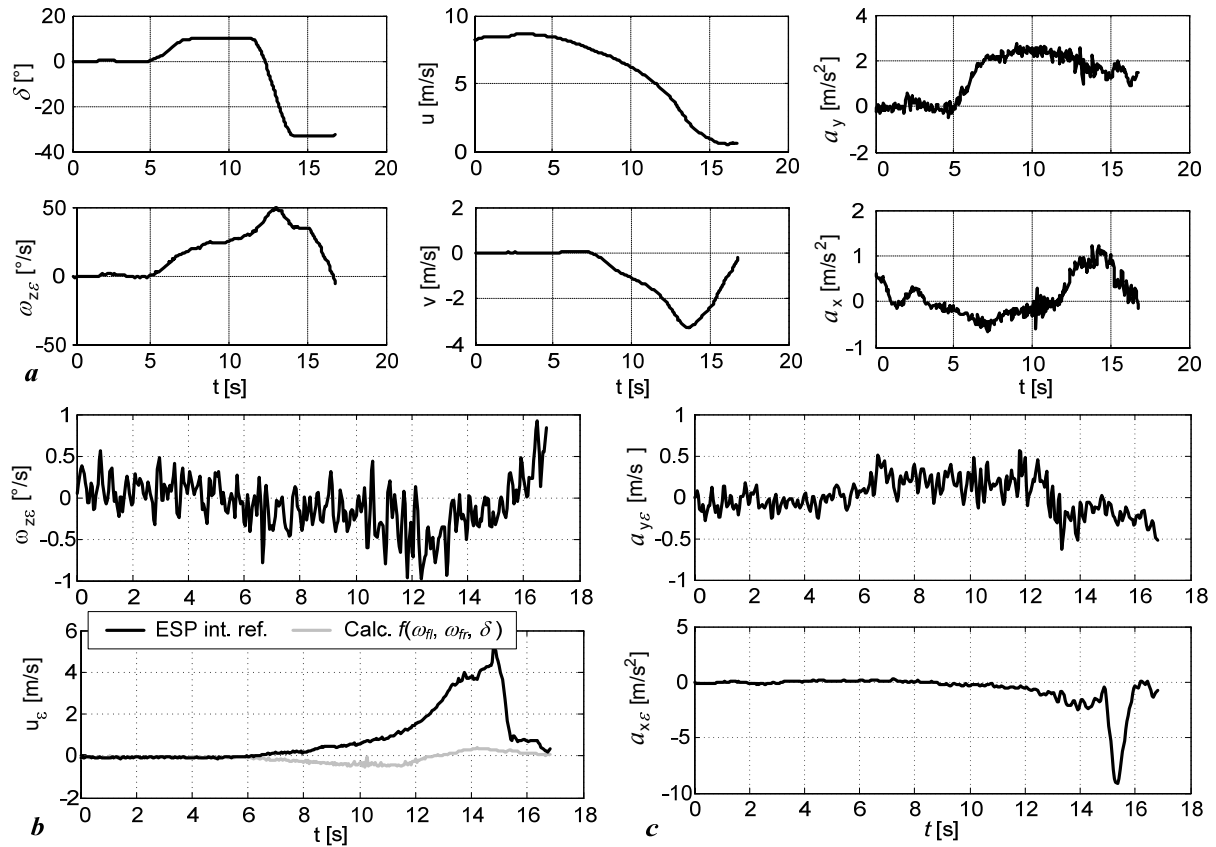 20
0
-20
-40
δ [°]
0 5 10 15 20
10
5
0
u [m/s]
0 5 10 15 20
4
2
0
-2
a_y [m/s²]
0 5 10 15 20
50
0
-50
ω_zε [°/s]
0 5 10 15 20
t [s]
2
0
-2
-4
v [m/s]
0 5 10 15 20
t [s]
2
1
0
-1
a_x [m/s²]
0 5 10 15 20
t [s]
a
1
0.5
0
-0.5
-1
ω_zε [°/s]
0 2 4 6 8 10 12 14 16 18
1
0.5
0
-0.5
-1
a_yε [m/s ]
0 2 4 6 8 10 12 14 16 18
ESP int. ref. Calc. f(ω_fl, ω_fr, δ )
6
4
2
0
-2
u_ε [m/s]
0 2 4 6 8 10 12 14 16 18
t [s]
b
5
0
-5
-10
a_xε [m/s²]
0 2 4 6 8 10 12 14 16 18
t [s]
c